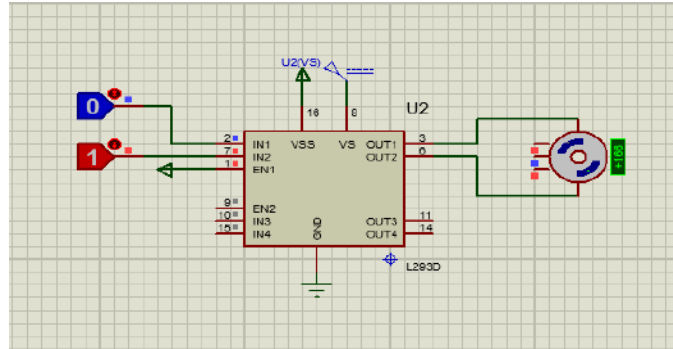 U2(VS)
0
1
16
8
U2
2
7
1
IN1
IN2
EN1
VSS
VS
OUT1
OUT2
3
6
9
10
15
EN2
IN3
IN4
GND
OUT3
OUT4
11
14
L293D